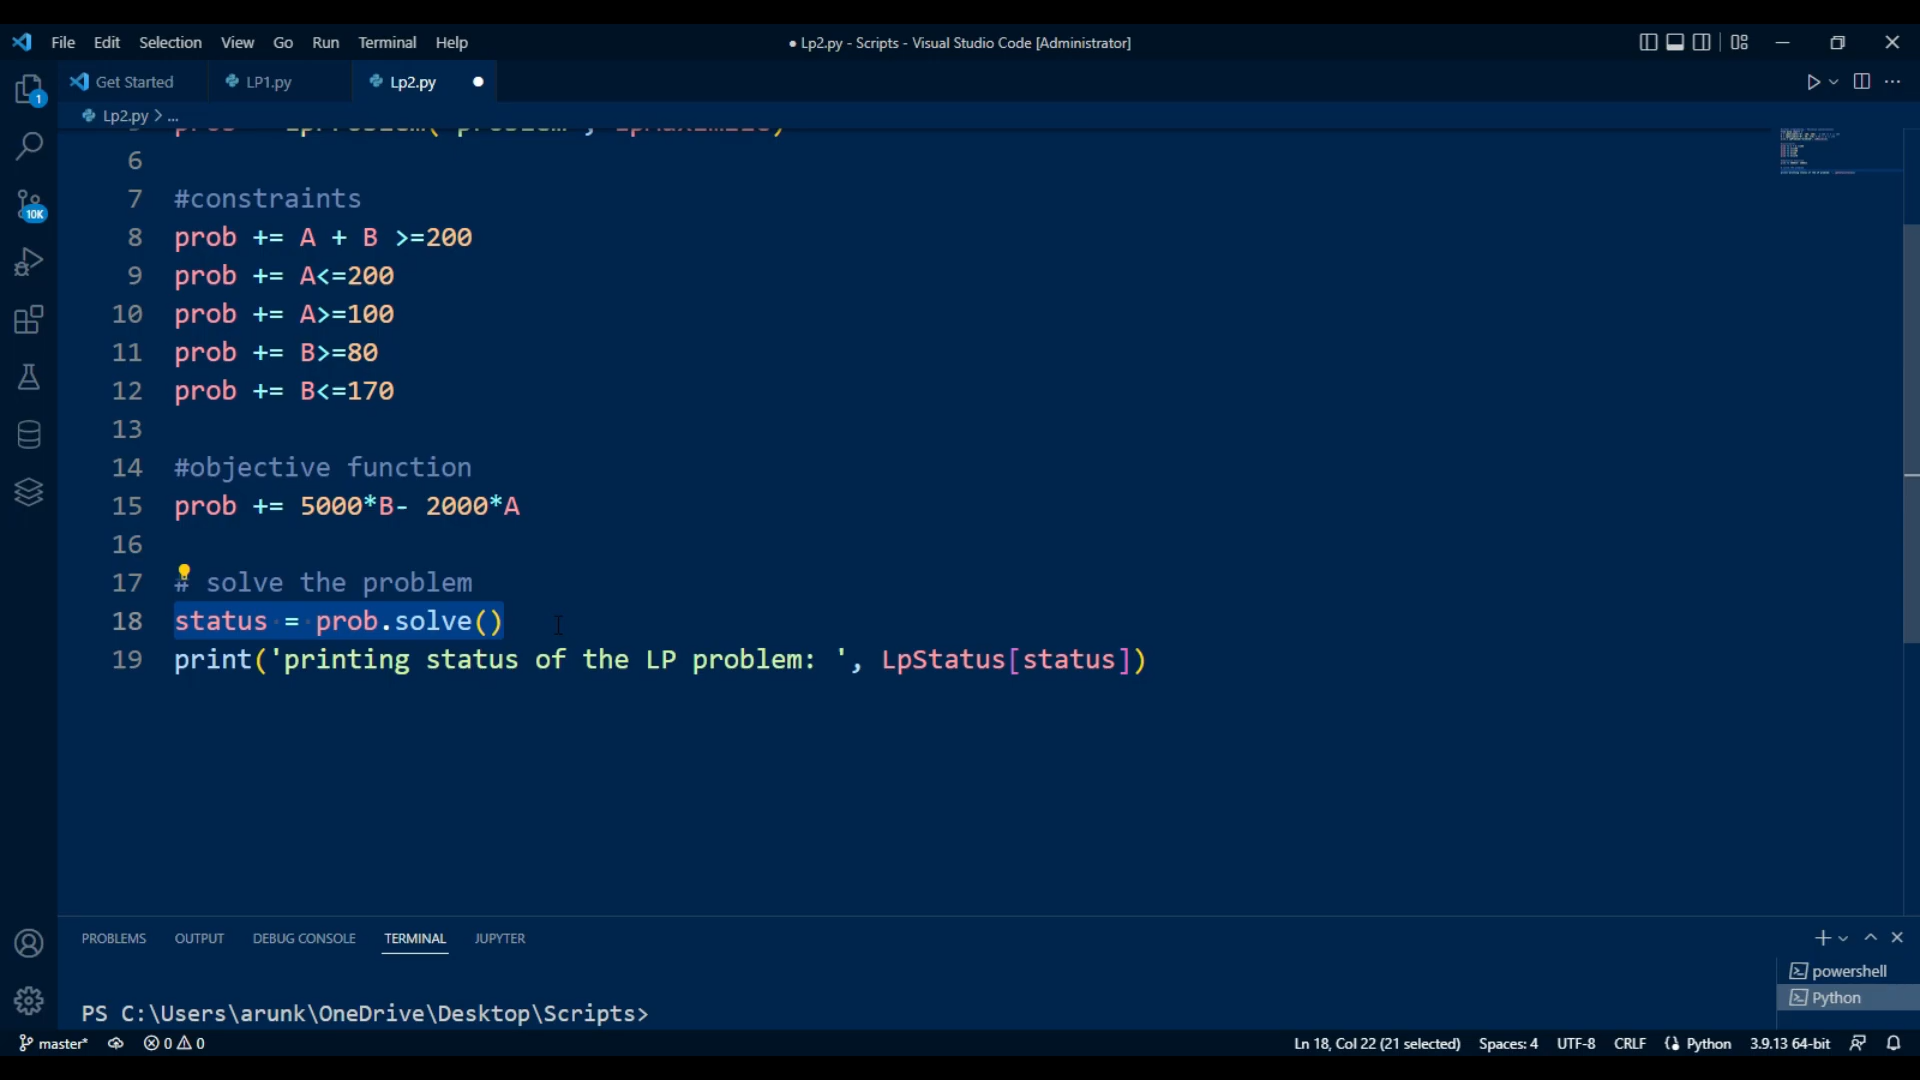 File Edit Selection View Go Run Terminal Help
● Lp2.py - Scripts - Visual Studio Code [Administrator]
Get Started LP1.py Lp2.py
Lp2.py > ...
6
7 #constraints
8 prob += A + B >=200
9 prob += A<=200
10 prob += A>=100
11 prob += B>=80
12 prob += B<=170
13
14 #objective function
15 prob += 5000*B- 2000*A
16
17 # solve the problem
18 status = prob.solve()
19 print('printing status of the LP problem: ', LpStatus[status])
1
10K
PROBLEMS OUTPUT DEBUG CONSOLE TERMINAL JUPYTER
powershell
Python
PS C:\Users\arunk\OneDrive\Desktop\Scripts>
master* 0 0 Ln 18, Col 22 (21 selected) Spaces: 4 UTF-8 CRLF Python 3.9.13 64-bit